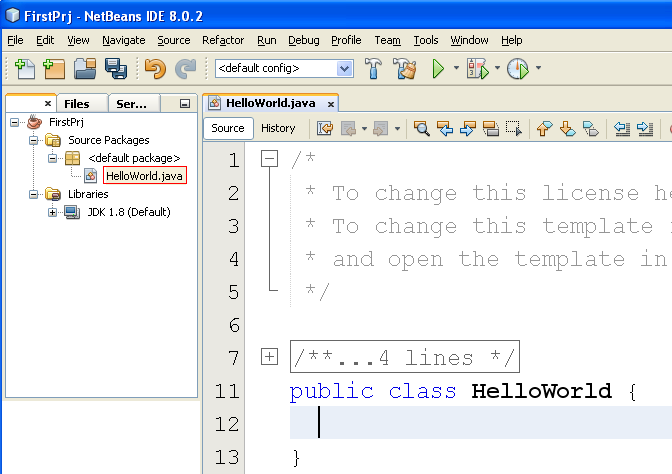 FirstPrj - NetBeans IDE 8.0.2
File Edit View Navigate Source Refactor Run Debug Profile Team Tools Window Help
<default config>
Files Ser...
HelloWorld.java
FirstPrj
Source Packages
<default package>
HelloWorld.java
Libraries
JDK 1.8 (Default)
Source History
1 /*
2 * To change this license he
3 * To change this template
4 * and open the template in
5 */
6
7 /**...4 lines */
11 public class HelloWorld {
12
13 }